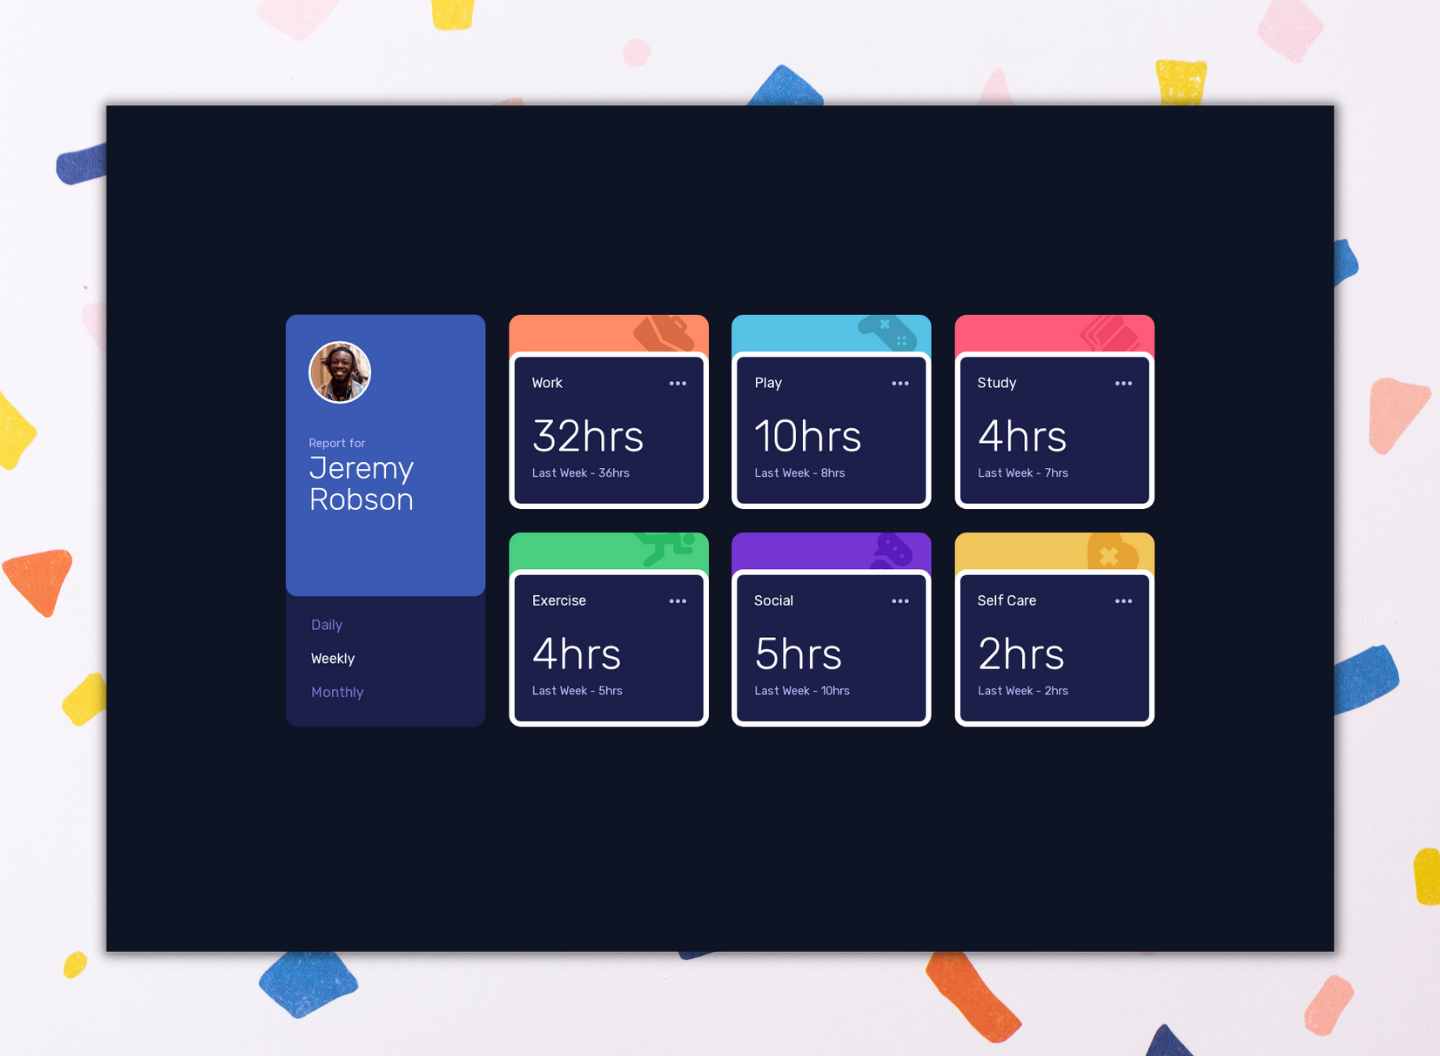 Report for
Jeremy
Robson
Daily
Weekly
Monthly
Work
32hrs
Last Week - 36hrs
Play
10hrs
Last Week - 8hrs
Study
4hrs
Last Week - 7hrs
Exercise
4hrs
Last Week - 5hrs
Social
5hrs
Last Week - 10hrs
Self Care
2hrs
Last Week - 2hrs